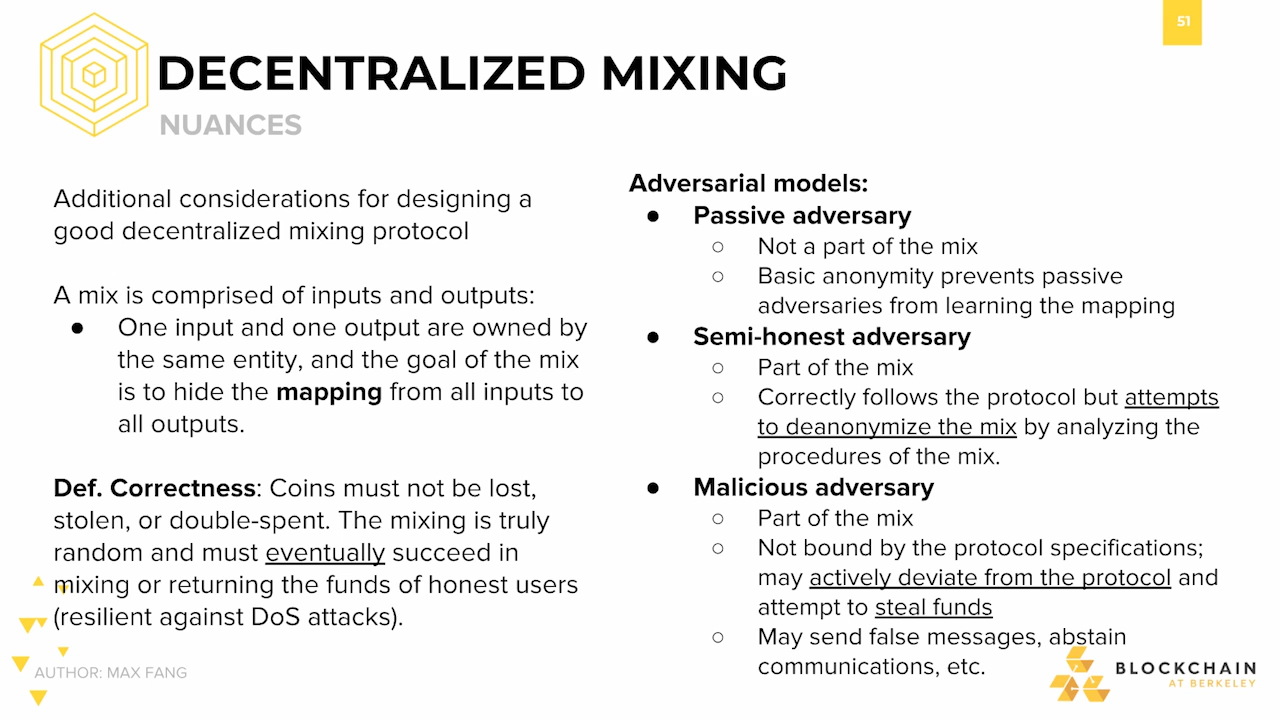 51
DECENTRALIZED MIXING
NUANCES
Additional considerations for designing a
good decentralized mixing protocol
A mix is comprised of inputs and outputs:
● One input and one output are owned by
the same entity, and the goal of the mix
is to hide the mapping from all inputs to
all outputs.
Def. Correctness: Coins must not be lost,
stolen, or double-spent. The mixing is truly
random and must eventually succeed in
mixing or returning the funds of honest users
(resilient against DoS attacks).
Adversarial models:
● Passive adversary
○ Not a part of the mix
○ Basic anonymity prevents passive
adversaries from learning the mapping
● Semi-honest adversary
○ Part of the mix
○ Correctly follows the protocol but attempts
to deanonymize the mix by analyzing the
procedures of the mix.
● Malicious adversary
○ Part of the mix
○ Not bound by the protocol specifications;
may actively deviate from the protocol and
attempt to steal funds
○ May send false messages, abstain
communications, etc.
AUTHOR: MAX FANG
BLOCKCHAIN
AT BERKELEY